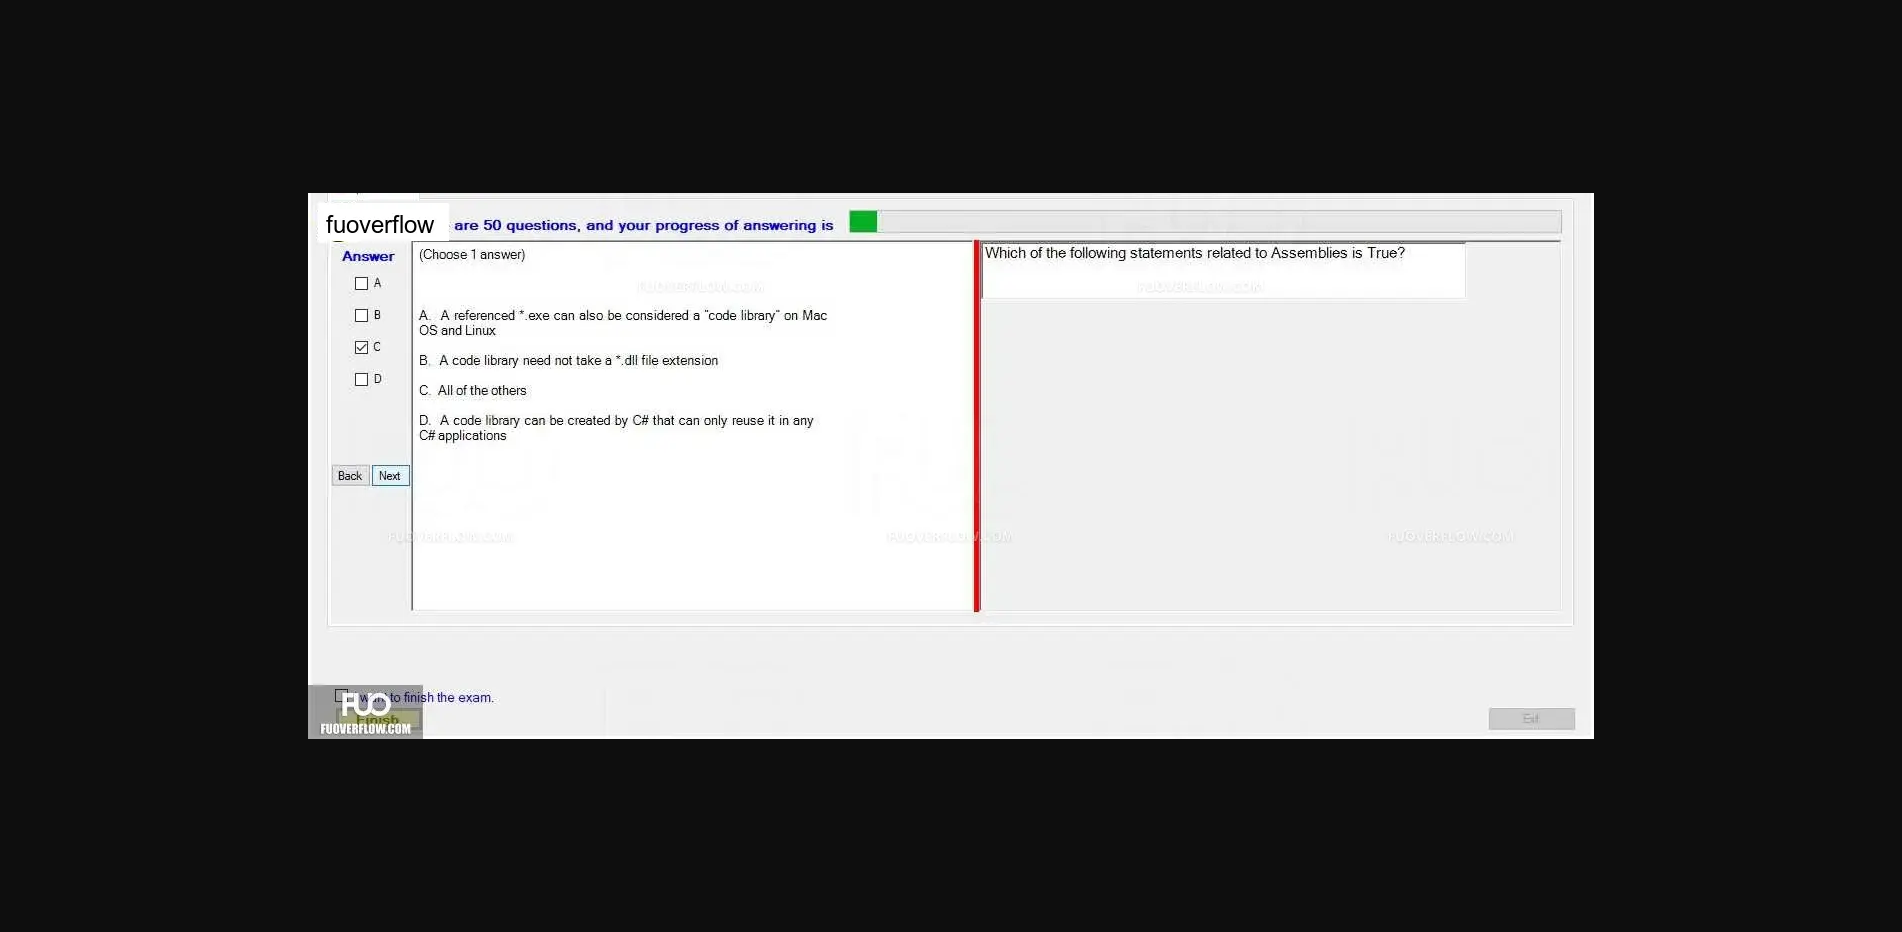 fuoverflow are 50 questions, and your progress of answering is
Answer
(Choose 1 answer)
Which of the following statements related to Assemblies is True?
A
B
C
D
FUOVERFLOW.COM
FUOVERFLOW.COM
A. A referenced *.exe can also be considered a "code library" on Mac
OS and Linux
B. A code library need not take a *.dll file extension
C. All of the others
D. A code library can be created by C# that can only reuse it in any
C# applications
Back Next
FUOVERFLOW.COM
FUOVERFLOW.COM
FUOVERFLOW.COM
I want to finish the exam.
FUO
Finish
FUOVERFLOW.COM
Exit